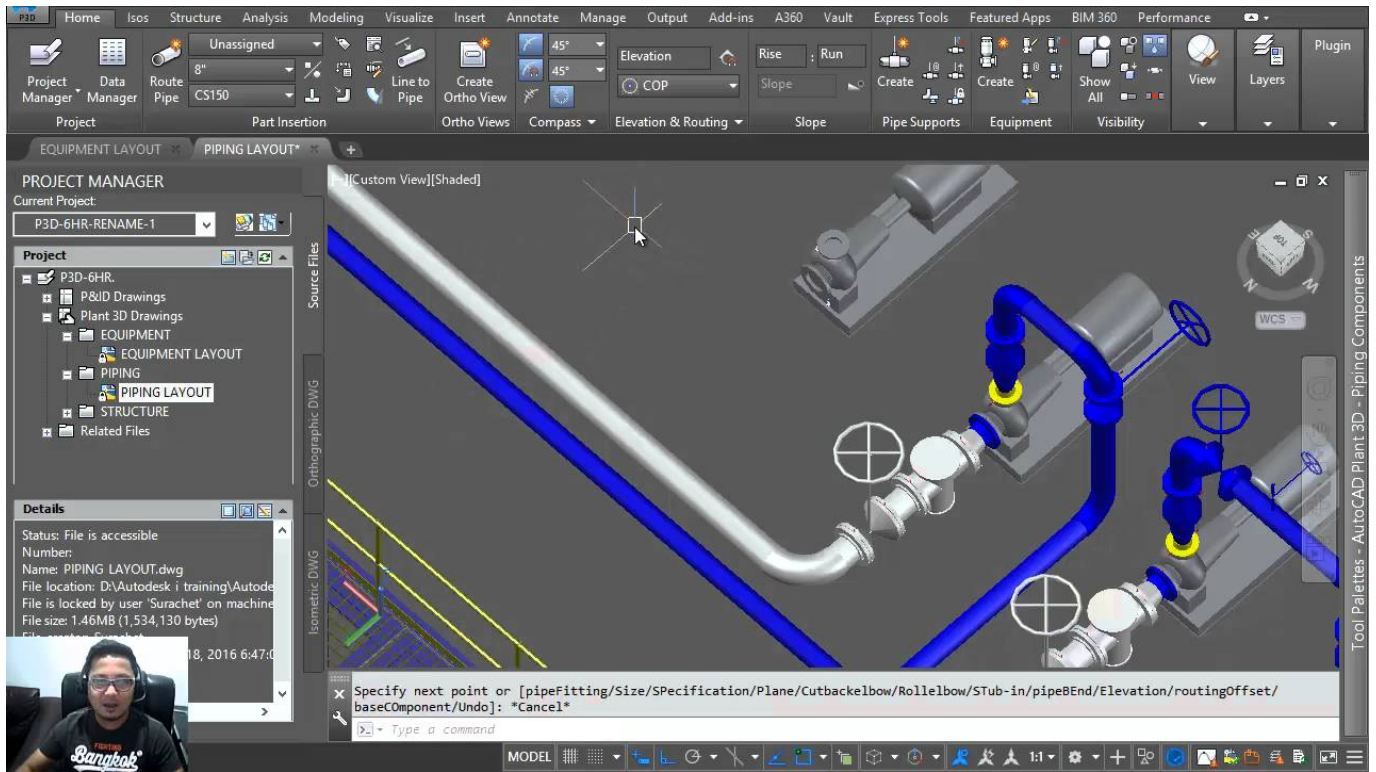 P3D
Home Isos Structure Analysis Modeling Visualize Insert Annotate Manage Output Add-ins A360 Vault Express Tools Featured Apps BIM 360 Performance
Unassigned
8"
CS150
Project
Manager
Data
Manager
Route
Pipe
Line to
Pipe
Create
Ortho View
45°
45°
Elevation
COP
Rise : Run
Slope
Create
Create
Show
All
View
Layers
Plugin
Project Part Insertion Ortho Views Compass Elevation & Routing Slope Pipe Supports Equipment Visibility
EQUIPMENT LAYOUT PIPING LAYOUT*
PROJECT MANAGER
Current Project:
P3D-6HR-RENAME-1
Project
P3D-6HR.
P&ID Drawings
Plant 3D Drawings
EQUIPMENT
EQUIPMENT LAYOUT
PIPING
PIPING LAYOUT
STRUCTURE
Related Files
Source Files
Orthographic DWG
Isometric DWG
Details
Status: File is accessible
Number:
Name: PIPING LAYOUT.dwg
File location: D:\Autodesk i training\Autode
File is locked by user 'Surachet' on machine
File size: 1.46MB (1,534,130 bytes)
18, 2016 6:47:0
[Custom View][Shaded]
TOP
E
S
N
W
WCS
Tool Palettes - AutoCAD Plant 3D - Piping Components
Specify next point or [pipeFitting/Size/SPecification/Plane/Cutbackelbow/Rollelbow/STub-in/pipeBEnd/Elevation/routingOffset/
baseCOmponent/Undo]: *Cancel*
Type a command
MODEL
1:1
FIGHTING
Bangkok